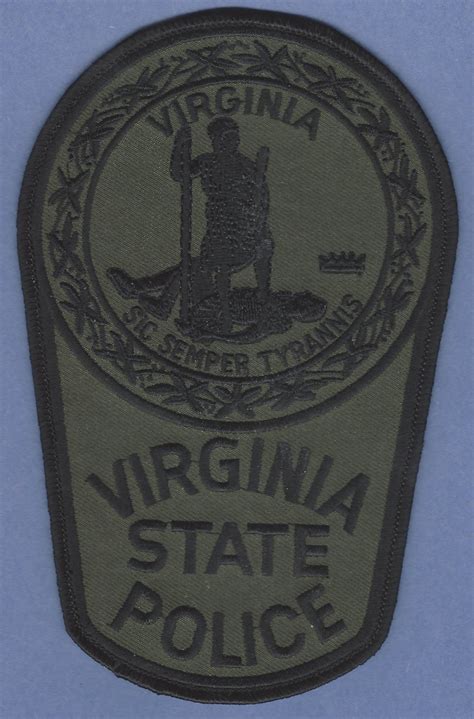 VIRGINIA
SIC SEMPER TYRANNIS
VIRGINIA
STATE
POLICE